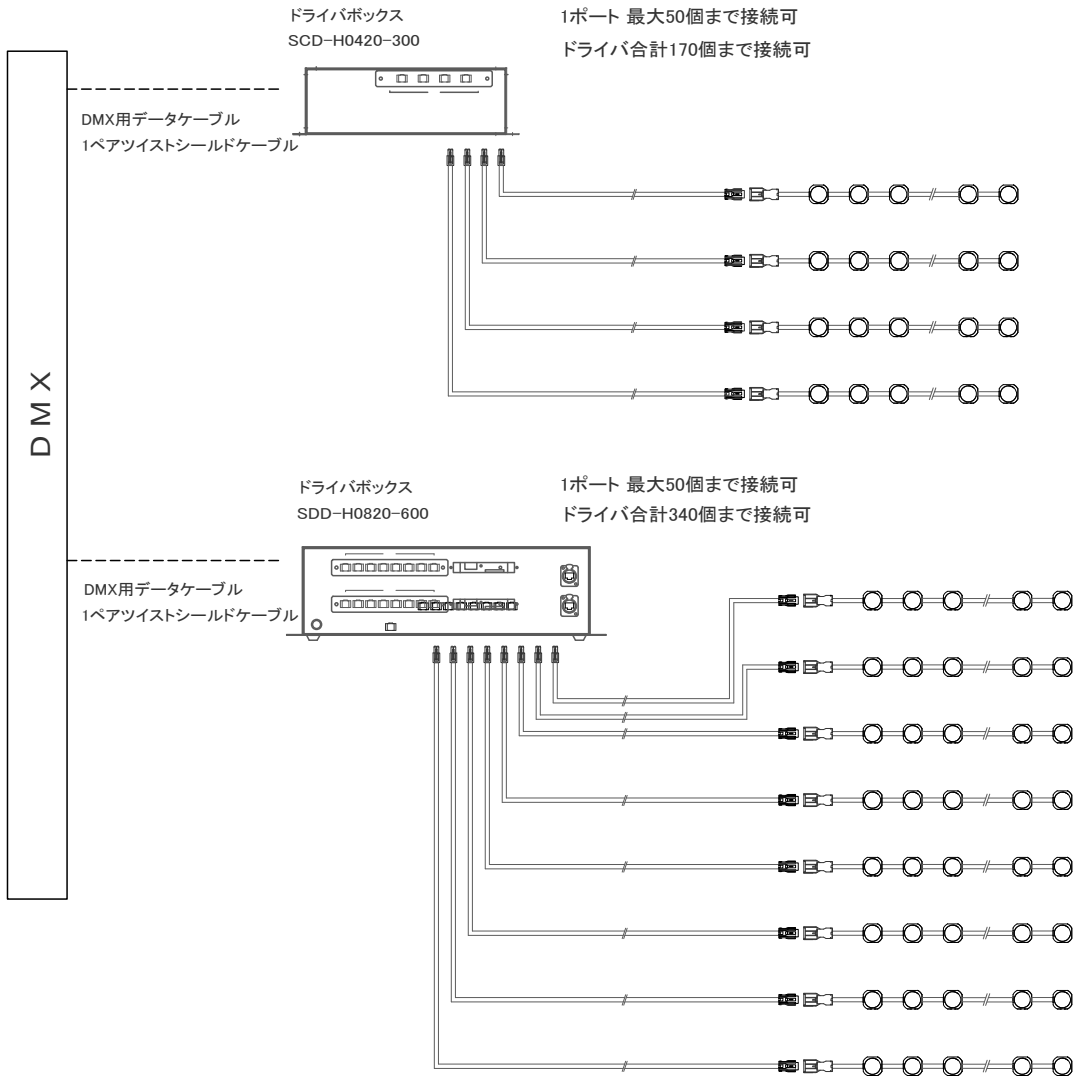 ドライバボックス
SCD-H0420-300
1ポート 最大50個まで接続可
ドライバ合計170個まで接続可
DMX用データケーブル
1ペアツイストシールドケーブル
DMX
ドライバボックス
SDD-H0820-600
1ポート 最大50個まで接続可
ドライバ合計340個まで接続可
DMX用データケーブル
1ペアツイストシールドケーブル